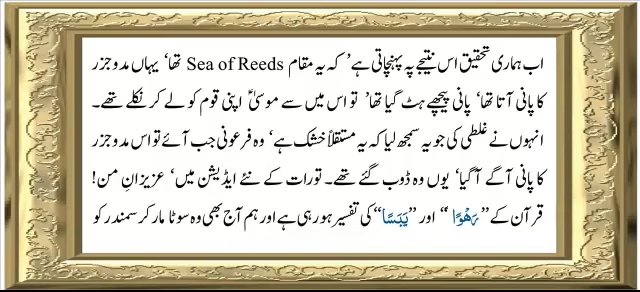 اب ہماری تحقیق اس نتیجے پہ پہنچاتی ہے’ کہ یہ مقام Sea of Reeds تھا‘ یہاں مدوجزر
کا پانی آتا تھا‘ پانی پیچھے ہٹ گیا تھا’ تو اس میں سے موسیٰؑ اپنی قوم کو لے کر نکلے تھے۔
انہوں نے غلطی کی جو یہ سمجھ لیا کہ یہ مستقلاً خشک ہے‘ وہ فرعونی جب آئے تو اس مدوجزر
کا پانی آگے آ گیا‘ یوں وہ ڈوب گئے تھے۔ تورات کے نئے ایڈیشن میں‘ عزیزانِ من!
قرآن کے ”رَهْوًا“ اور ”يَبَسًا“ کی تفسیر ہو رہی ہے اور ہم آج بھی وہ سوٹا مار کر سمندر کو